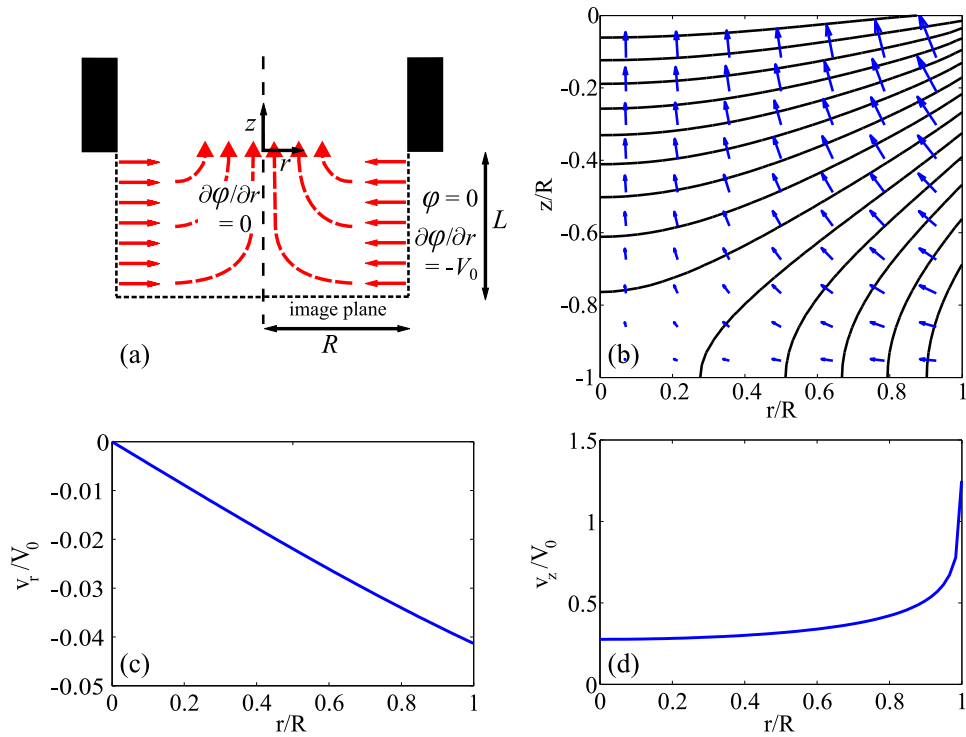 z
r
∂φ/∂r
= 0
φ = 0
∂φ/∂r
= -V₀
L
image plane
R
(a)
0
-0.2
-0.4
-0.6
-0.8
-1
z/R
0 0.2 0.4 0.6 0.8 1
r/R
(b)
0
-0.01
-0.02
-0.03
-0.04
-0.05
vᵣ/V₀
0 0.2 0.4 0.6 0.8 1
r/R
(c)
1.5
1
0.5
0
v_z/V₀
0 0.2 0.4 0.6 0.8 1
r/R
(d)